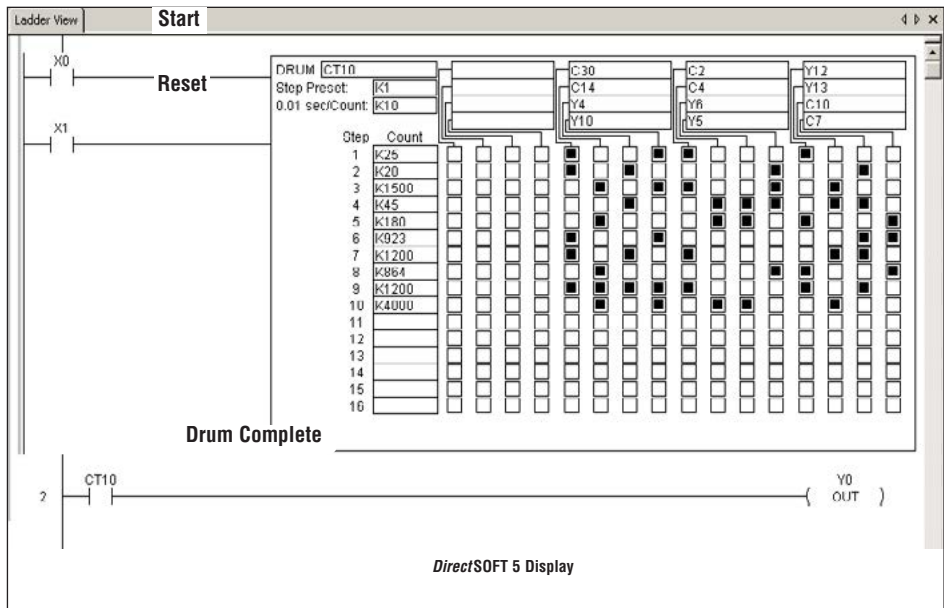 Ladder View
Start
X0
Reset
X1
DRUM CT10
Step Preset: K1
0.01 sec/Count: K10
C30
C14
Y4
Y10
C2
C4
Y6
Y5
Y12
Y13
C10
C7
Step Count
1 K25
2 K20
3 K1500
4 K45
5 K180
6 K923
7 K1200
8 K864
9 K1200
10 K4000
11
12
13
14
15
16
Drum Complete
2
CT10
Y0
( OUT )
DirectSOFT 5 Display